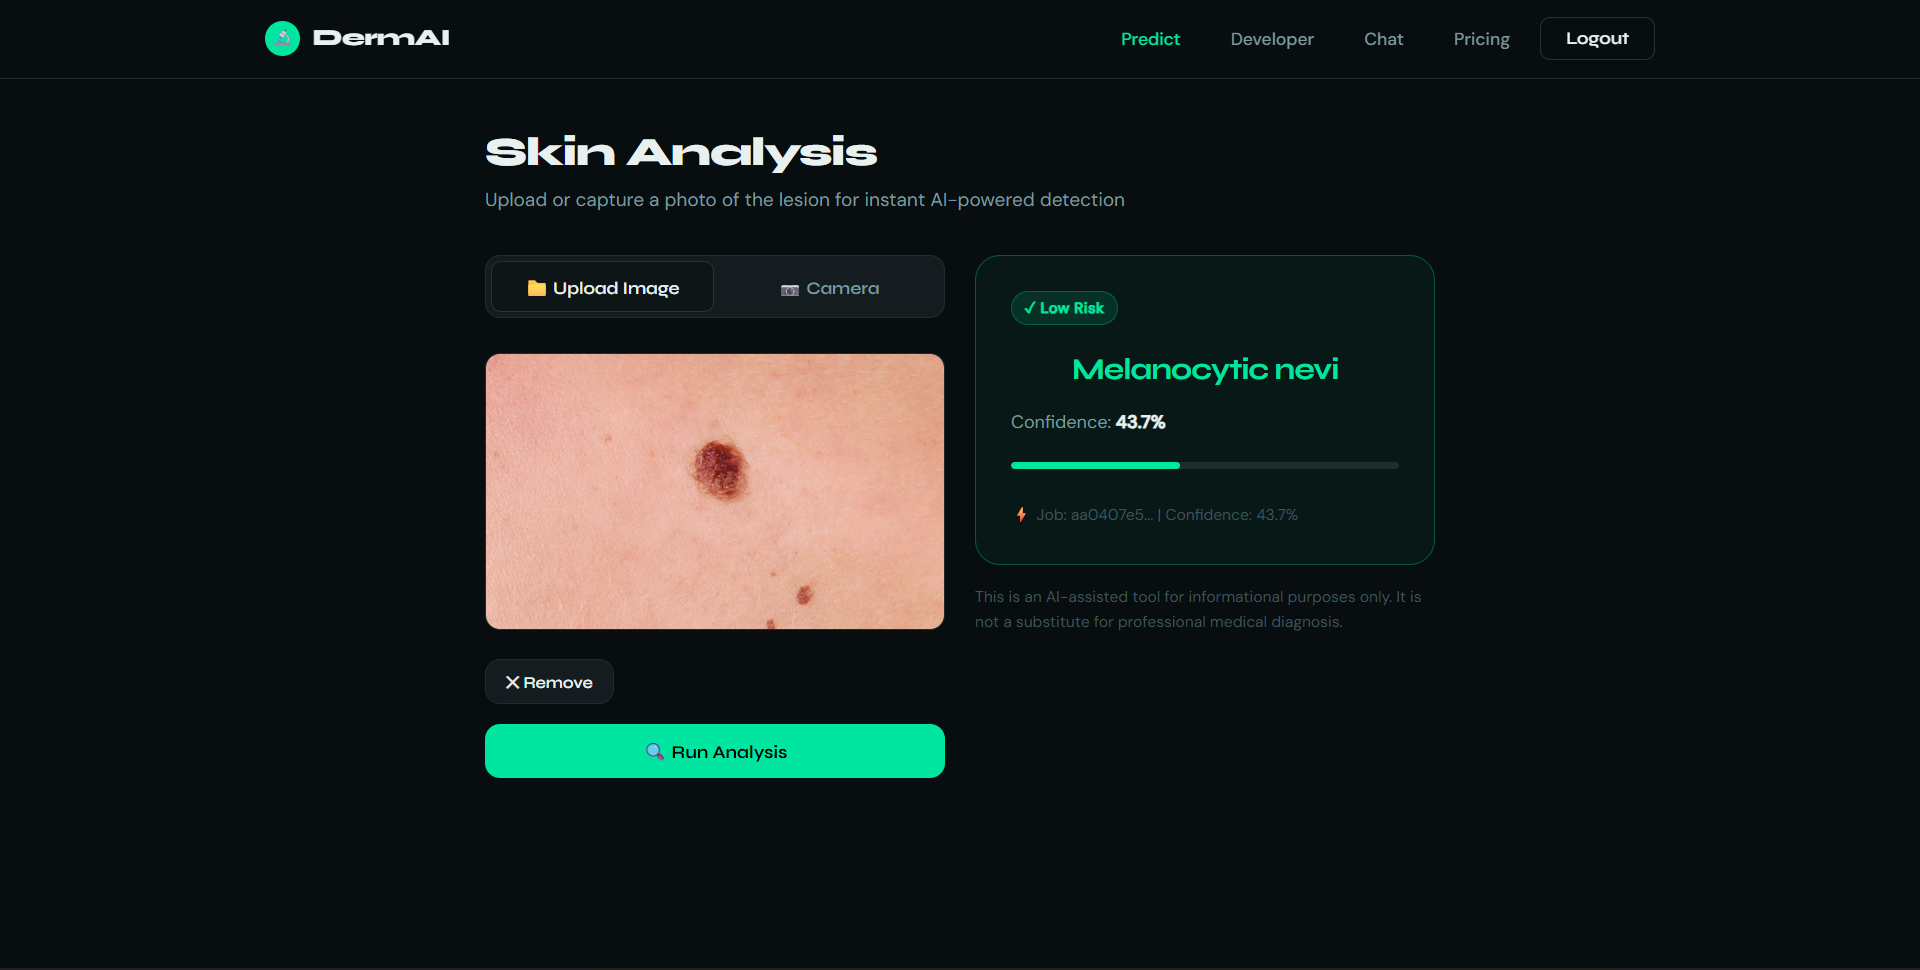 DermAI
Predict
Developer
Chat
Pricing
Logout
Skin Analysis
Upload or capture a photo of the lesion for instant AI-powered detection
Upload Image
Camera
✓ Low Risk
Melanocytic nevi
Confidence: 43.7%
Job: aa0407e5... | Confidence: 43.7%
This is an AI-assisted tool for informational purposes only. It is
not a substitute for professional medical diagnosis.
✕ Remove
Run Analysis